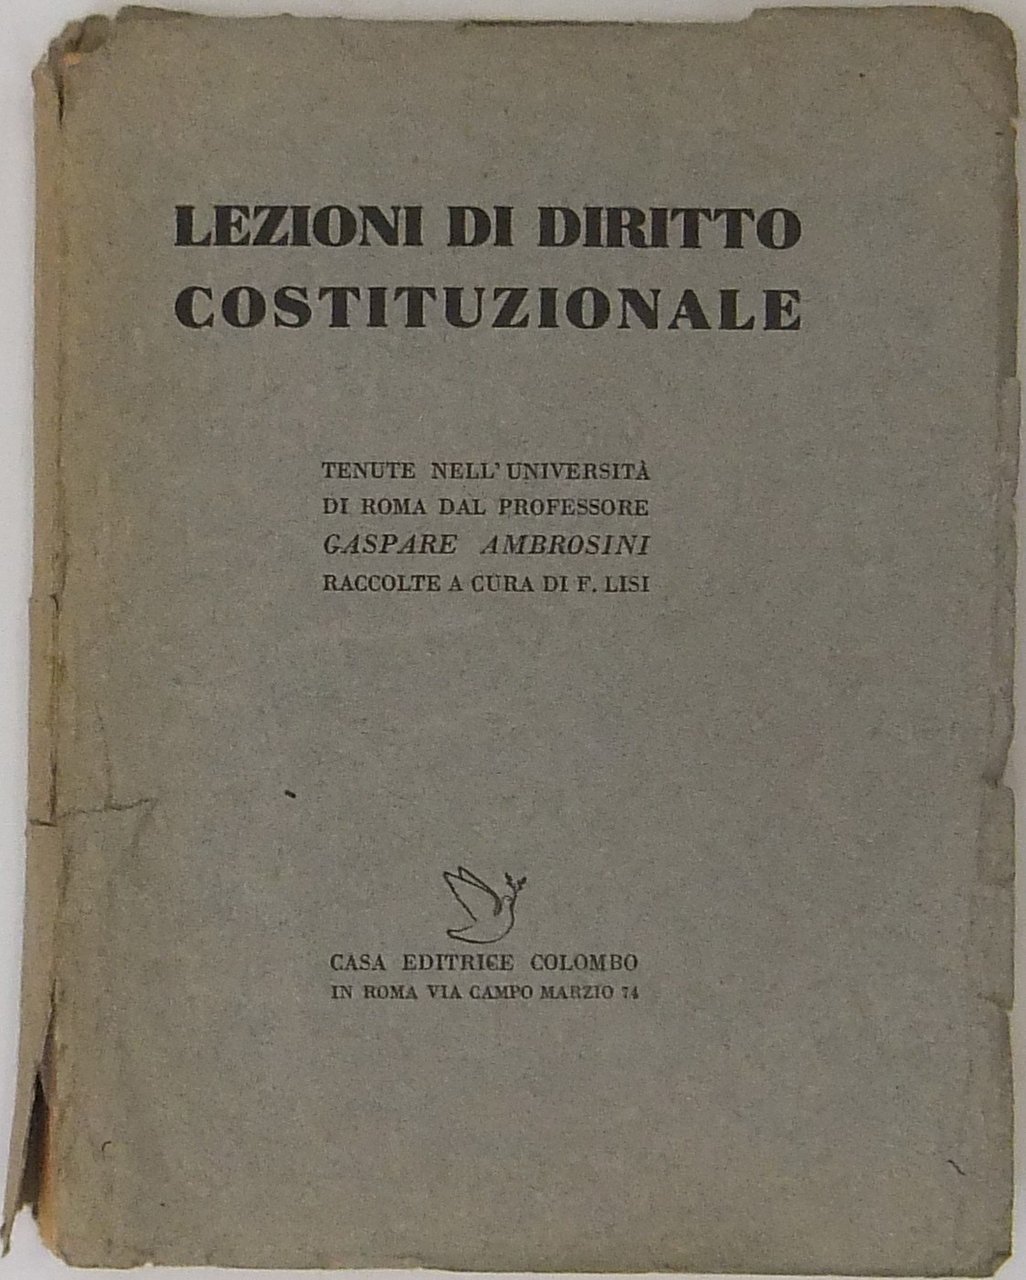 LEZIONI DI DIRITTO
COSTITUZIONALE
TENUTE NELL'UNIVERSITÀ
DI ROMA DAL PROFESSORE
GASPARE AMBROSINI
RACCOLTE A CURA DI F. LISI
CASA EDITRICE COLOMBO
IN ROMA VIA CAMPO MARZIO 74